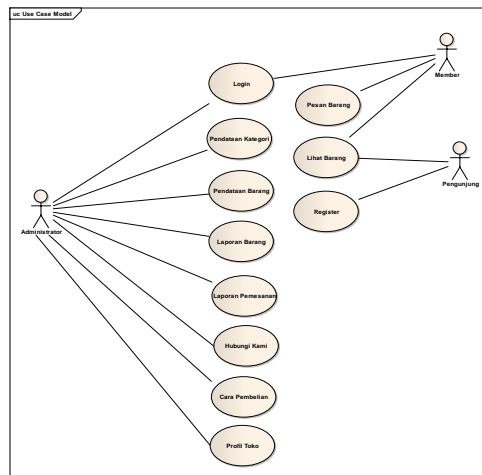 uc Use Case Model
Login
Member
Pesan Barang
Pendataan Kategori
Lihat Barang
Pengunjung
Pendataan Barang
Register
Administrator
Laporan Barang
Laporan Pemesanan
Hubungi Kami
Cara Pembelian
Profil Toko